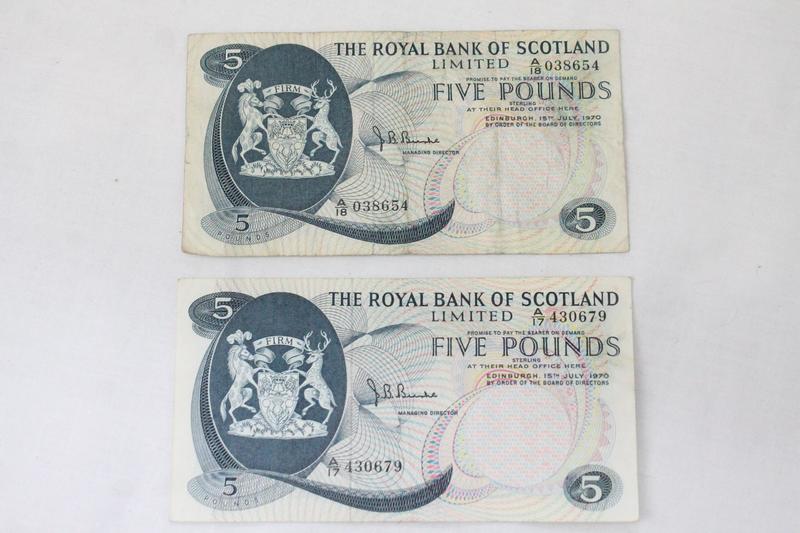 5
THE ROYAL BANK OF SCOTLAND
LIMITED A/18 038654
PROMISE TO PAY THE BEARER ON DEMAND
FIVE POUNDS
STERLING
AT THEIR HEAD OFFICE HERE
EDINBURGH, 15TH JULY, 1970
BY ORDER OF THE BOARD OF DIRECTORS
FIRM
J B Burke
MANAGING DIRECTOR
A/18 038654
5
POUNDS
5
5
THE ROYAL BANK OF SCOTLAND
LIMITED A/17 430679
PROMISE TO PAY THE BEARER ON DEMAND
FIVE POUNDS
STERLING
AT THEIR HEAD OFFICE HERE
EDINBURGH, 15TH JULY, 1970
BY ORDER OF THE BOARD OF DIRECTORS
FIRM
J B Burke
MANAGING DIRECTOR
A/17 430679
5
POUNDS
5